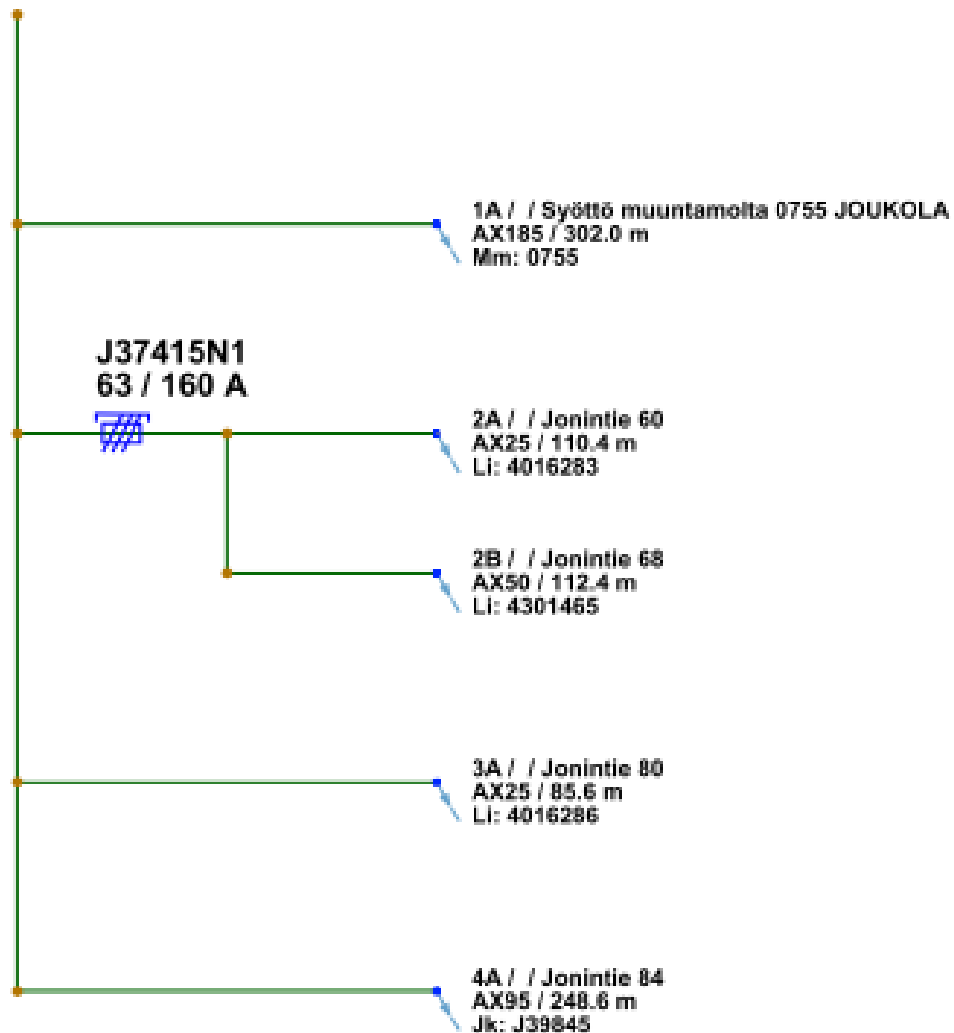 1A / / Syöttö muuntamolta 0755 JOUKOLA
AX185 / 302.0 m
Mm: 0755
J37415N1
63 / 160 A
2A / / Jonintie 60
AX25 / 110.4 m
Li: 4016283
2B / / Jonintie 68
AX50 / 112.4 m
Li: 4301465
3A / / Jonintie 80
AX25 / 85.6 m
Li: 4016286
4A / / Jonintie 84
AX95 / 248.6 m
Jk: J39845